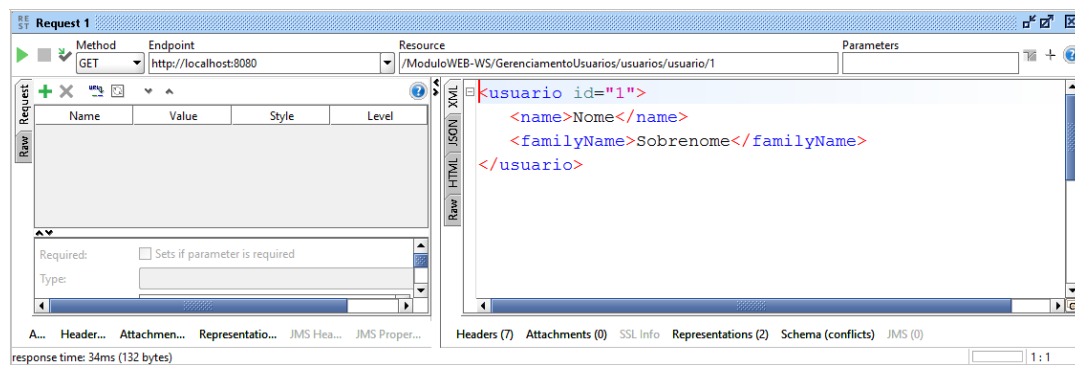 RE ST Request 1
Method Endpoint Resource Parameters
GET http://localhost:8080 /ModuloWEB-WS/GerenciamentoUsuarios/usuarios/usuario/1
Request
Raw
Name Value Style Level
Required: Sets if parameter is required
Type:
A... Header... Attachmen... Representatio... JMS Hea... JMS Proper...
XML
JSON
HTML
Raw
<usuario id="1">
<name>Nome</name>
<familyName>Sobrenome</familyName>
</usuario>
Headers (7) Attachments (0) SSL Info Representations (2) Schema (conflicts) JMS (0)
response time: 34ms (132 bytes) 1 : 1